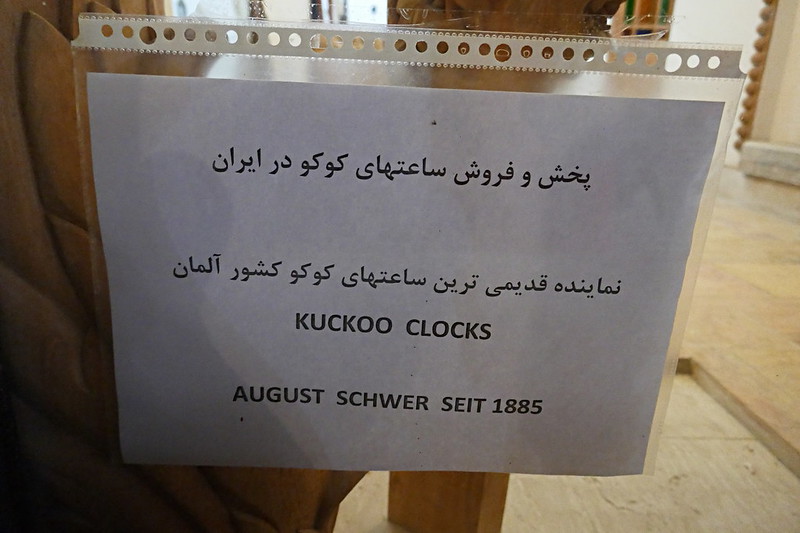 پخش و فروش ساعتهای کوکو در ایران
نماینده قدیمی ترین ساعتهای کوکو کشور آلمان
KUCKOO CLOCKS
AUGUST SCHWER SEIT 1885